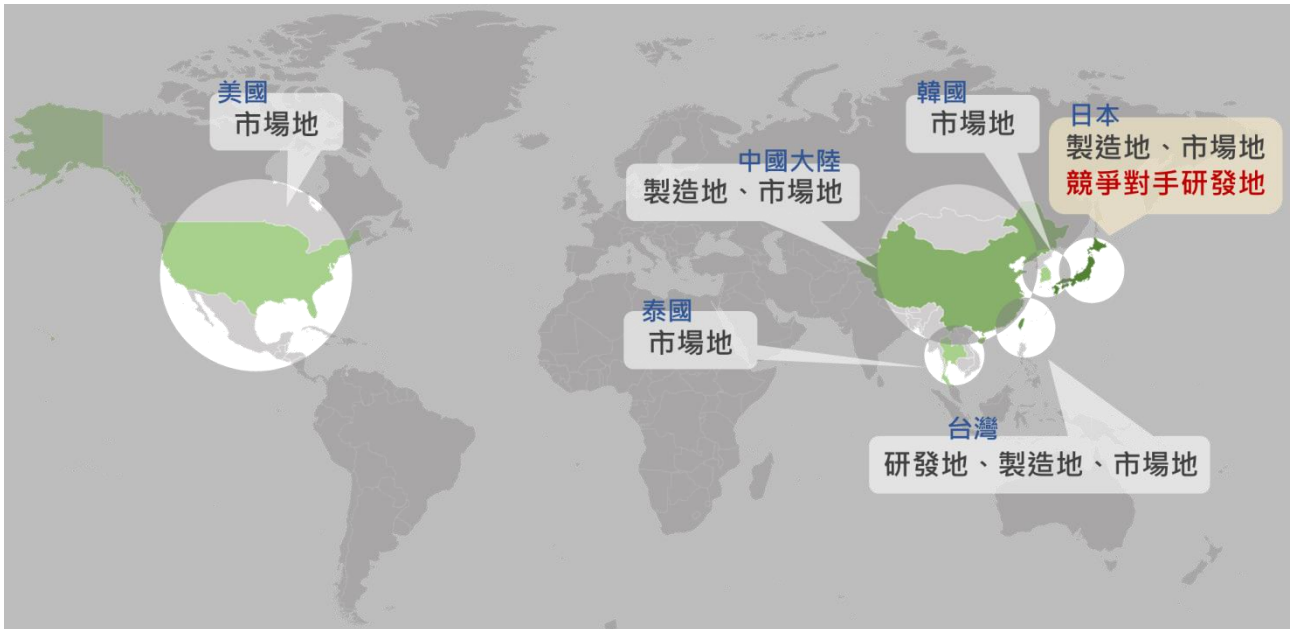 美國
市場地
韓國
市場地
日本
製造地、市場地
競爭對手研發地
中國大陸
製造地、市場地
泰國
市場地
台灣
研發地、製造地、市場地